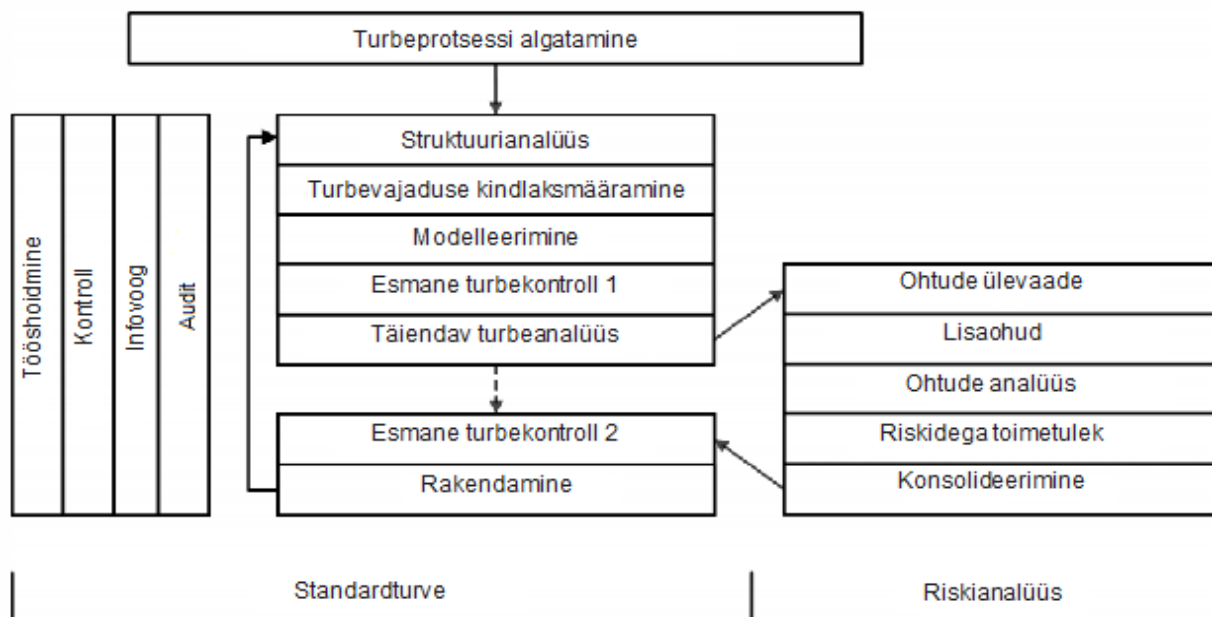 Turbeprotsessi algatamine
Tööshoidmine
Kontroll
Infovoog
Audit
Struktuurianalüüs
Turbevajaduse kindlaksmääramine
Modelleerimine
Esmane turbekontroll 1
Täiendav turbeanalüüs
Esmane turbekontroll 2
Rakendamine
Ohtude ülevaade
Lisaohud
Ohtude analüüs
Riskidega toimetulek
Konsolideerimine
Standardturve
Riskianalüüs